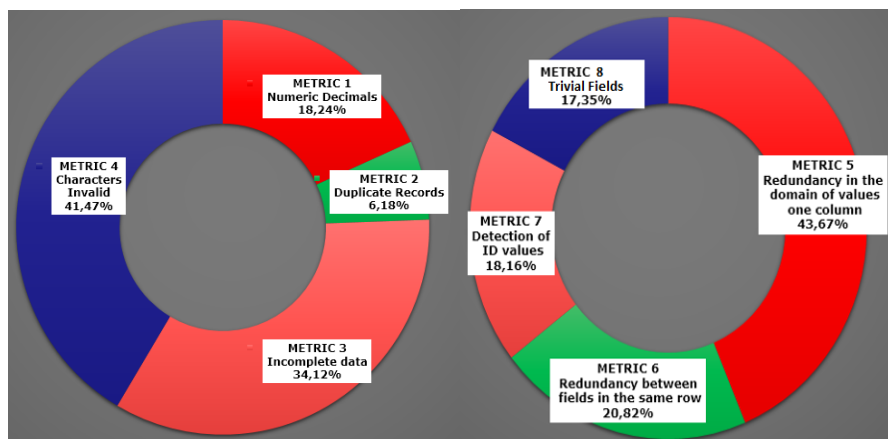 METRIC 1
Numeric Decimals
18,24%
METRIC 2
Duplicate Records
6,18%
METRIC 3
Incomplete data
34,12%
METRIC 4
Characters
Invalid
41,47%
METRIC 5
Redundancy in the
domain of values
one column
43,67%
METRIC 6
Redundancy between
fields in the same row
20,82%
METRIC 7
Detection of
ID values
18,16%
METRIC 8
Trivial Fields
17,35%